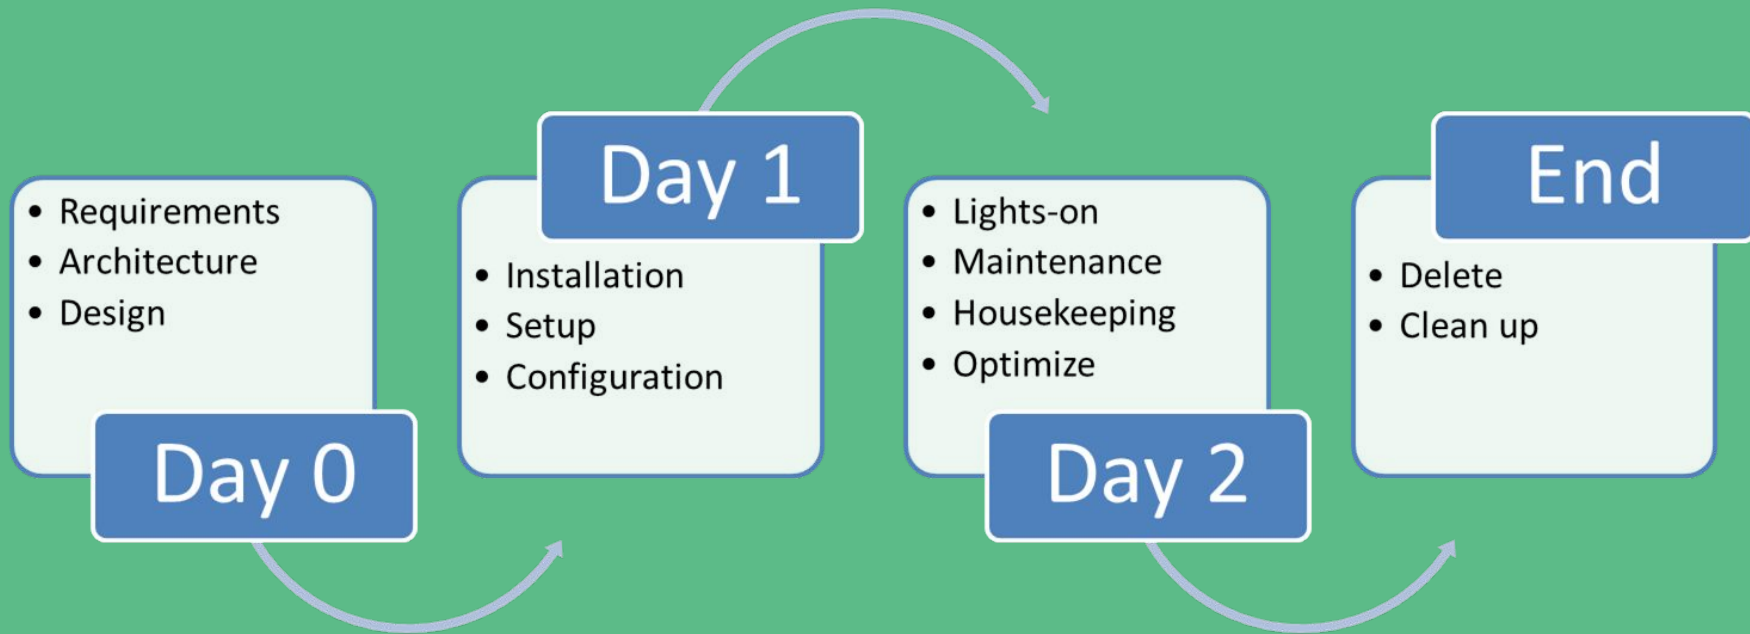 • Requirements
• Architecture
• Design
Day 0
Day 1
• Installation
• Setup
• Configuration
• Lights-on
• Maintenance
• Housekeeping
• Optimize
Day 2
End
• Delete
• Clean up